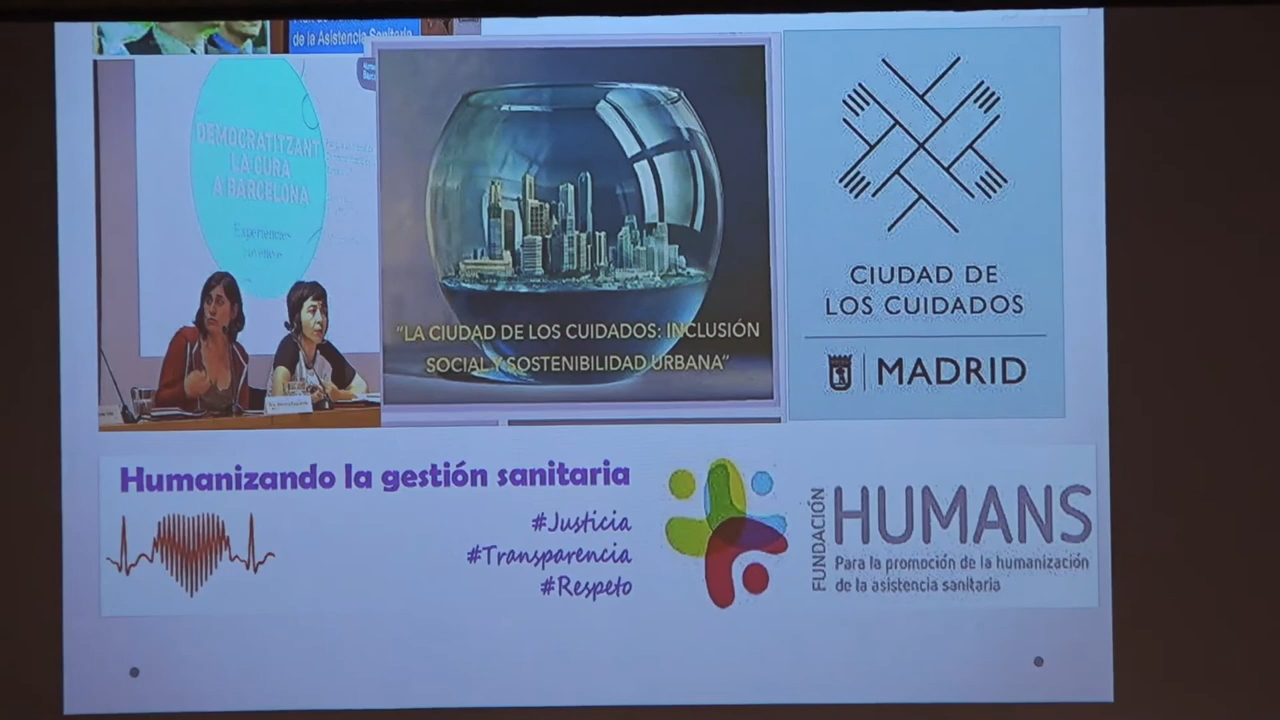 de la Asistencia Sanitaria
DEMOCRATITZANT
LA CURA
A BARCELONA
"LA CIUDAD DE LOS CUIDADOS: INCLUSIÓN
SOCIAL Y SOSTENIBILIDAD URBANA"
CIUDAD DE
LOS CUIDADOS
MADRID
Humanizando la gestión sanitaria
#Justicia
#Transparencia
#Respeto
FUNDACIÓN
HUMANS
Para la promoción de la humanización
de la asistencia sanitaria